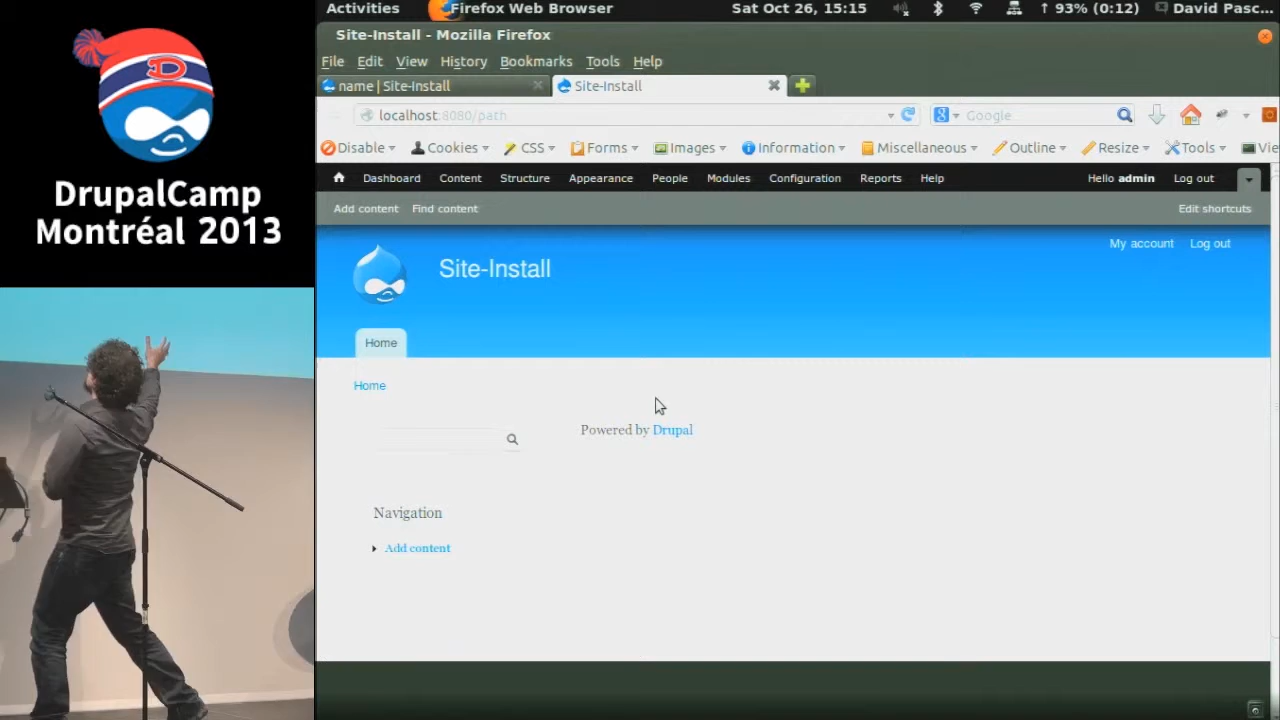 DrupalCamp
Montréal 2013
Activities Firefox Web Browser Sat Oct 26, 15:15 93% (0:12) David Pasc...
Site-Install - Mozilla Firefox
File Edit View History Bookmarks Tools Help
name | Site-Install Site-Install
localhost:8080/path Google
Disable Cookies CSS Forms Images Information Miscellaneous Outline Resize Tools Vie
Dashboard Content Structure Appearance People Modules Configuration Reports Help Hello admin Log out
Add content Find content Edit shortcuts
My account Log out
Site-Install
Home
Home
Powered by Drupal
Navigation
Add content